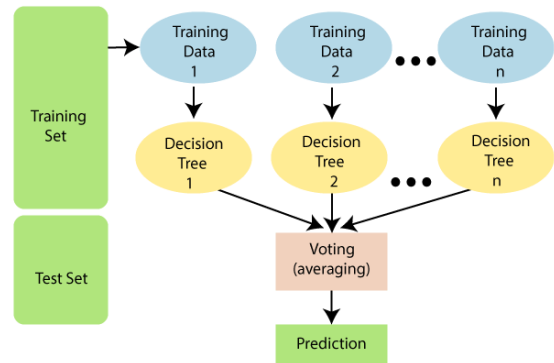 Training
Set
Training
Data
1
Training
Data
2
Training
Data
n
Decision
Tree
1
Decision
Tree
2
Decision
Tree
n
Test Set
Voting
(averaging)
Prediction